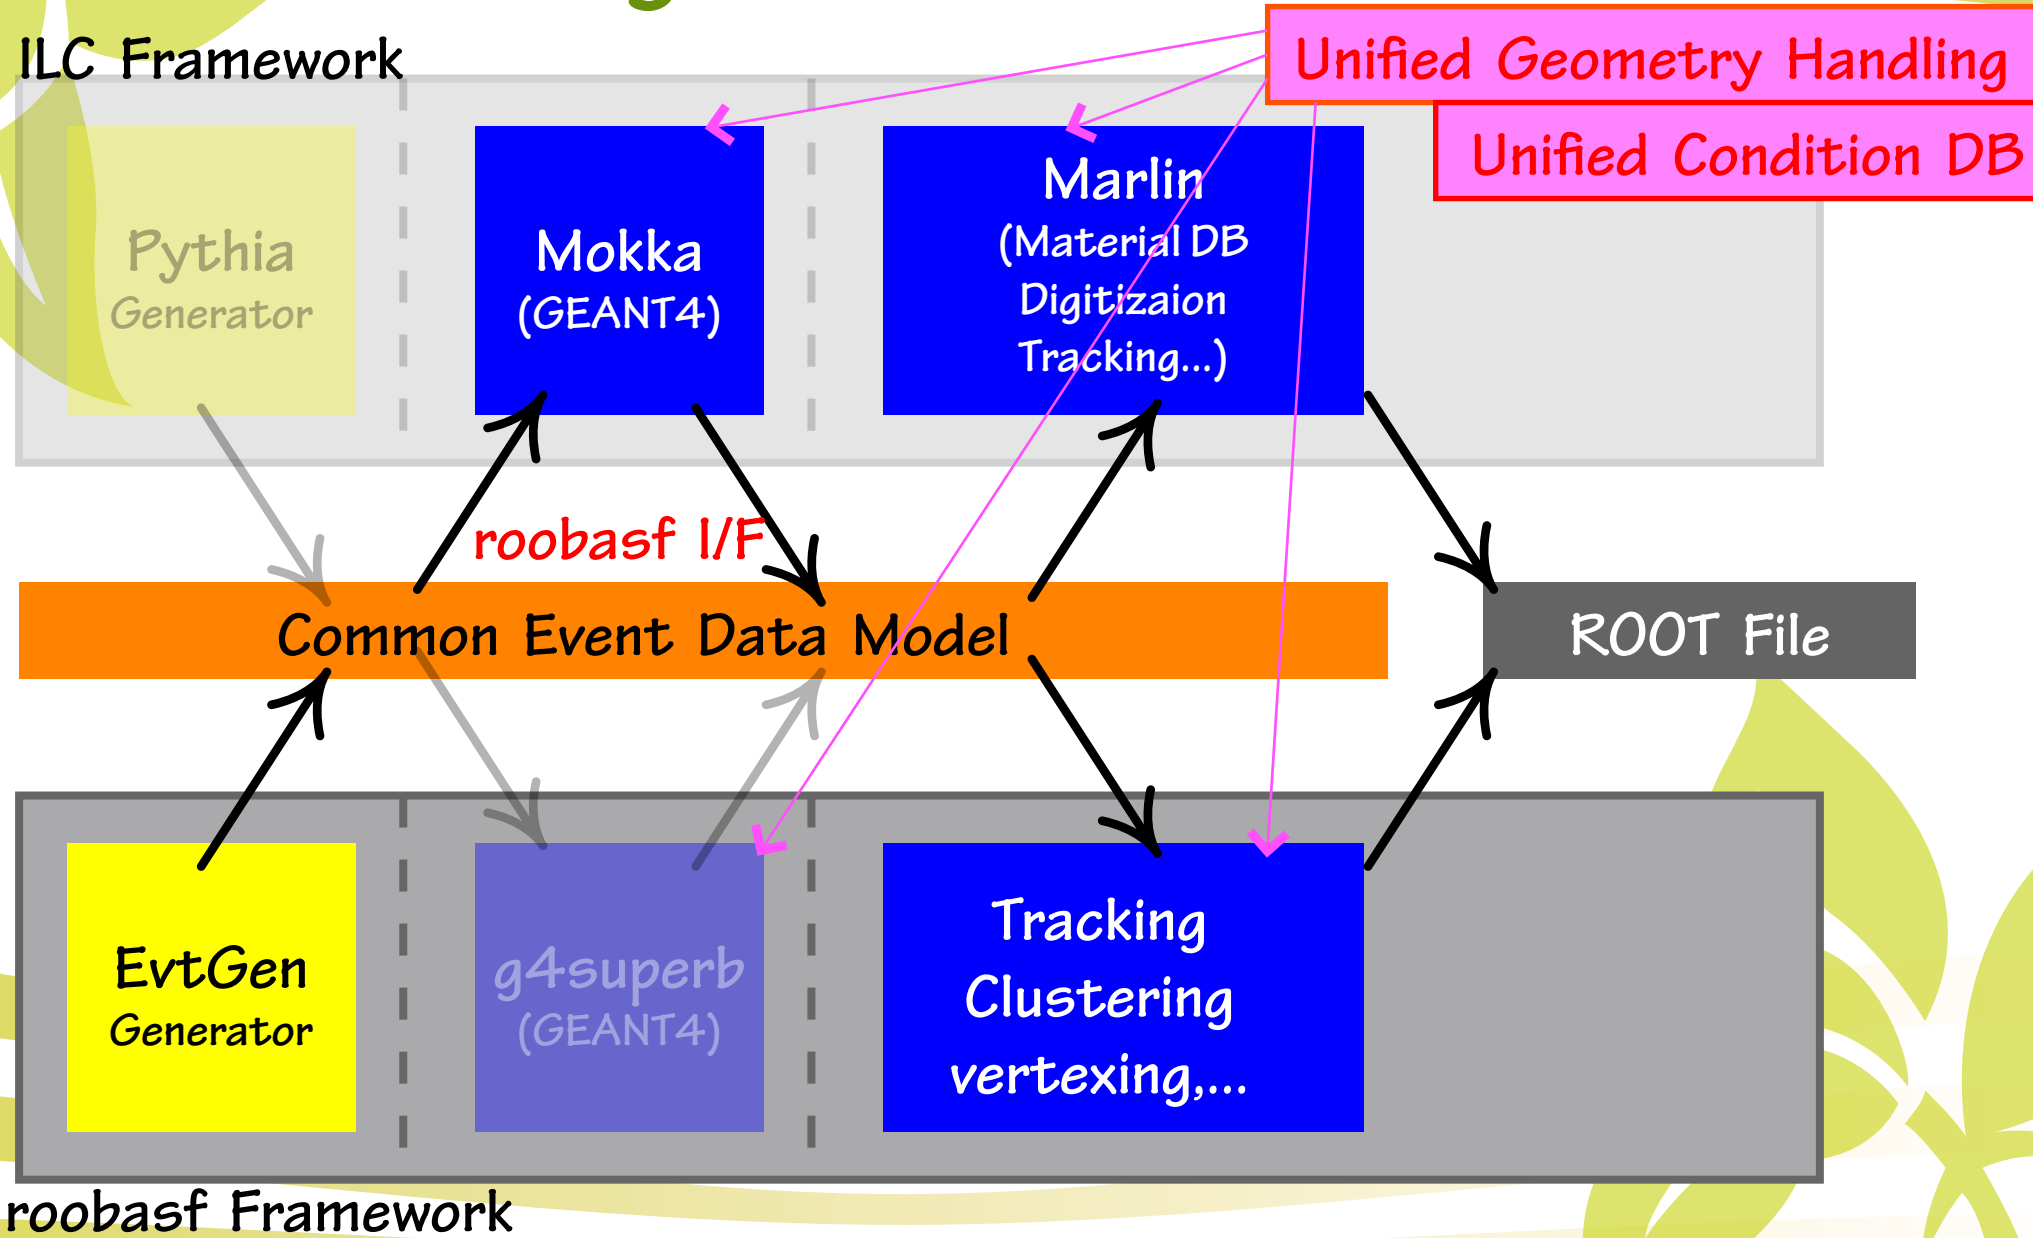 ILC Framework
Unified Geometry Handling
Unified Condition DB
Pythia
Generator
Mokka
(GEANT4)
Marlin
(Material DB
Digitizaion
Tracking...)
roobasf I/F
Common Event Data Model
ROOT File
EvtGen
Generator
g4superb
(GEANT4)
Tracking
Clustering
vertexing,...
roobasf Framework